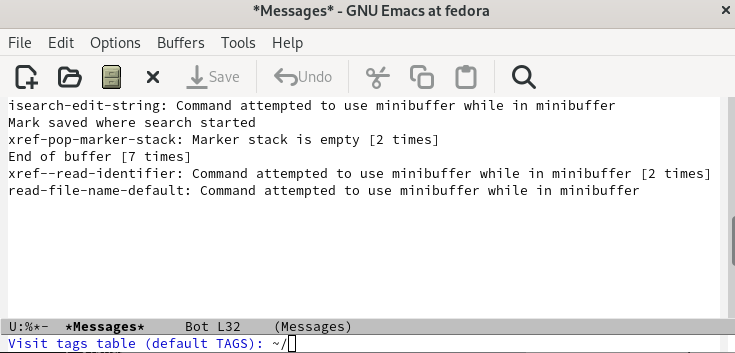 *Messages* - GNU Emacs at fedora
File Edit Options Buffers Tools Help
Save Undo
isearch-edit-string: Command attempted to use minibuffer while in minibuffer
Mark saved where search started
xref-pop-marker-stack: Marker stack is empty [2 times]
End of buffer [7 times]
xref--read-identifier: Command attempted to use minibuffer while in minibuffer [2 times]
read-file-name-default: Command attempted to use minibuffer while in minibuffer
U:%*- *Messages* Bot L32 (Messages)
Visit tags table (default TAGS): ~/